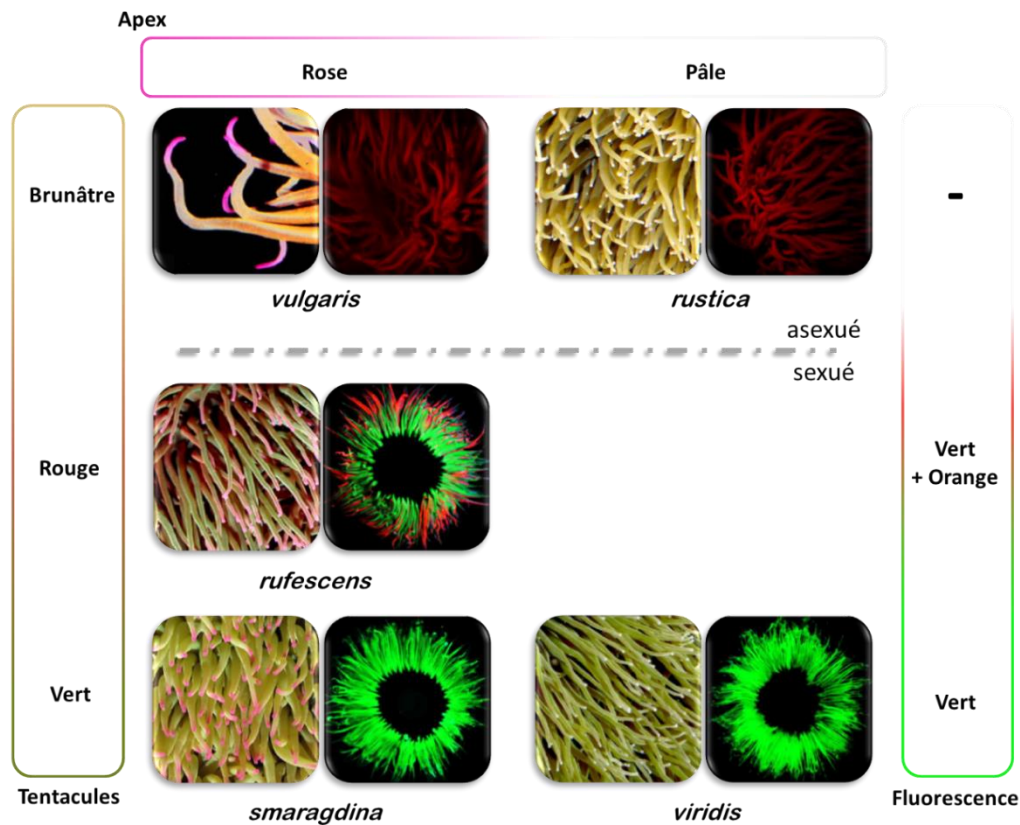 Apex
Rose
Pâle
Brunâtre
-
vulgaris
rustica
asexué
sexué
Rouge
Vert
+ Orange
rufescens
Vert
Vert
Tentacules
Fluorescence
smaragdina
viridis